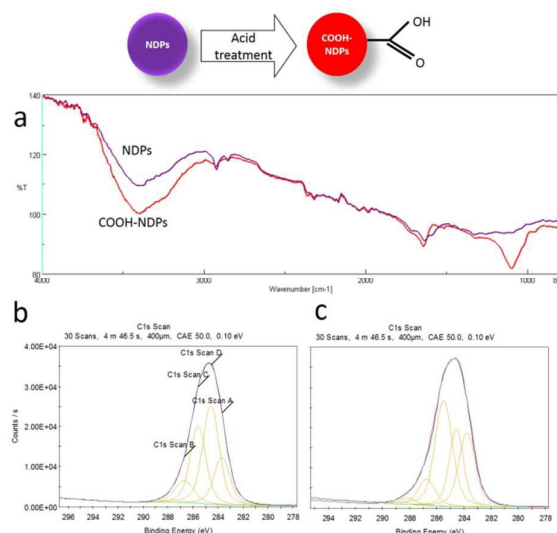 NDPs
Acid
treatment
COOH-
NDPs
OH
O
a
140
120
%T
100
80
NDPs
COOH-NDPs
4000 3000 2000 1000
Wavenumber [cm-1]
b
C1s Scan
30 Scans, 4 m 46.5 s, 400µm, CAE 50.0, 0.10 eV
4.00E+04
3.00E+04
2.00E+04
1.00E+04
0.00E+00
Counts / s
C1s Scan D
C1s Scan C
C1s Scan A
C1s Scan B
296 294 292 290 288 286 284 282 280 278
Binding Energy (eV)
c
C1s Scan
30 Scans, 4 m 46.5 s, 400µm, CAE 50.0, 0.10 eV
294 292 290 288 286 284 282 280 278
Binding Energy (eV)